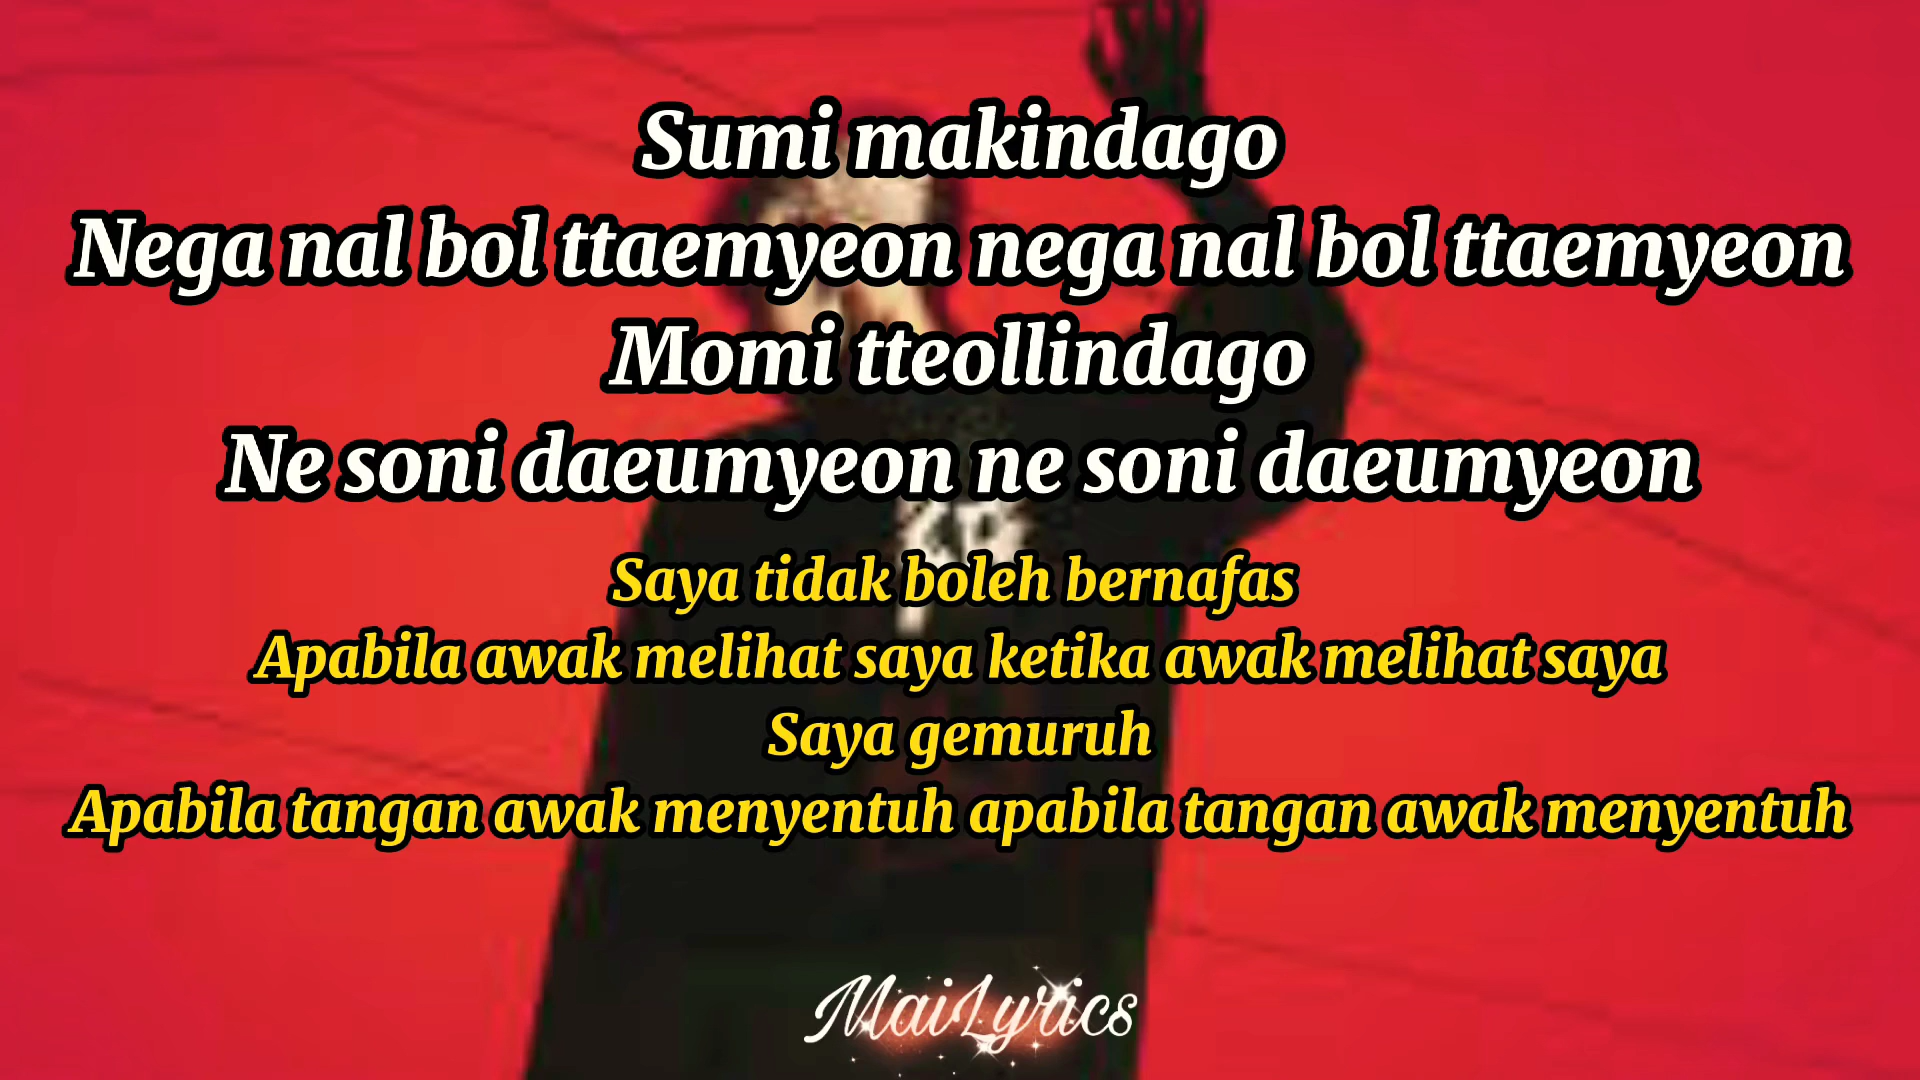 Sumi makindago
Nega nal bol ttaemyeon nega nal bol ttaemyeon
Momi tteollindago
Ne soni daeumyeon ne soni daeumyeon
Saya tidak boleh bernafas
Apabila awak melihat saya ketika awak melihat saya
Saya gemuruh
Apabila tangan awak menyentuh apabila tangan awak menyentuh
MaiLyrics